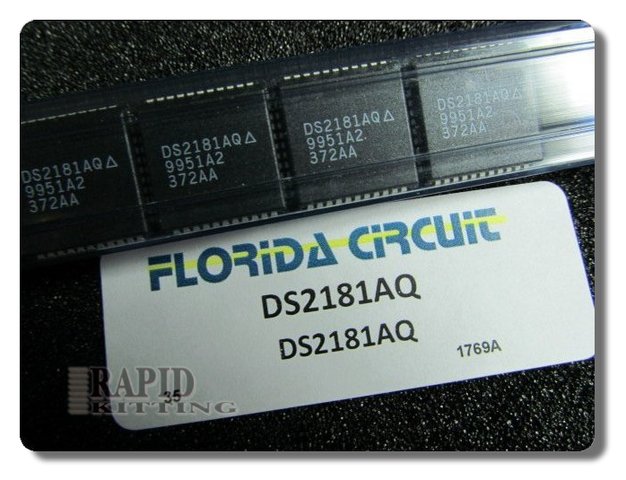 DS2181AQ△
9951A2
372AA
DS2181AQ△
9951A2
372AA
DS2181AQ△
9951A2
372AA
DS2181AQ△
9951A2
372AA
FLORIDA CIRCUIT
DS2181AQ
DS2181AQ
1769A
35
RAPID
KITTING